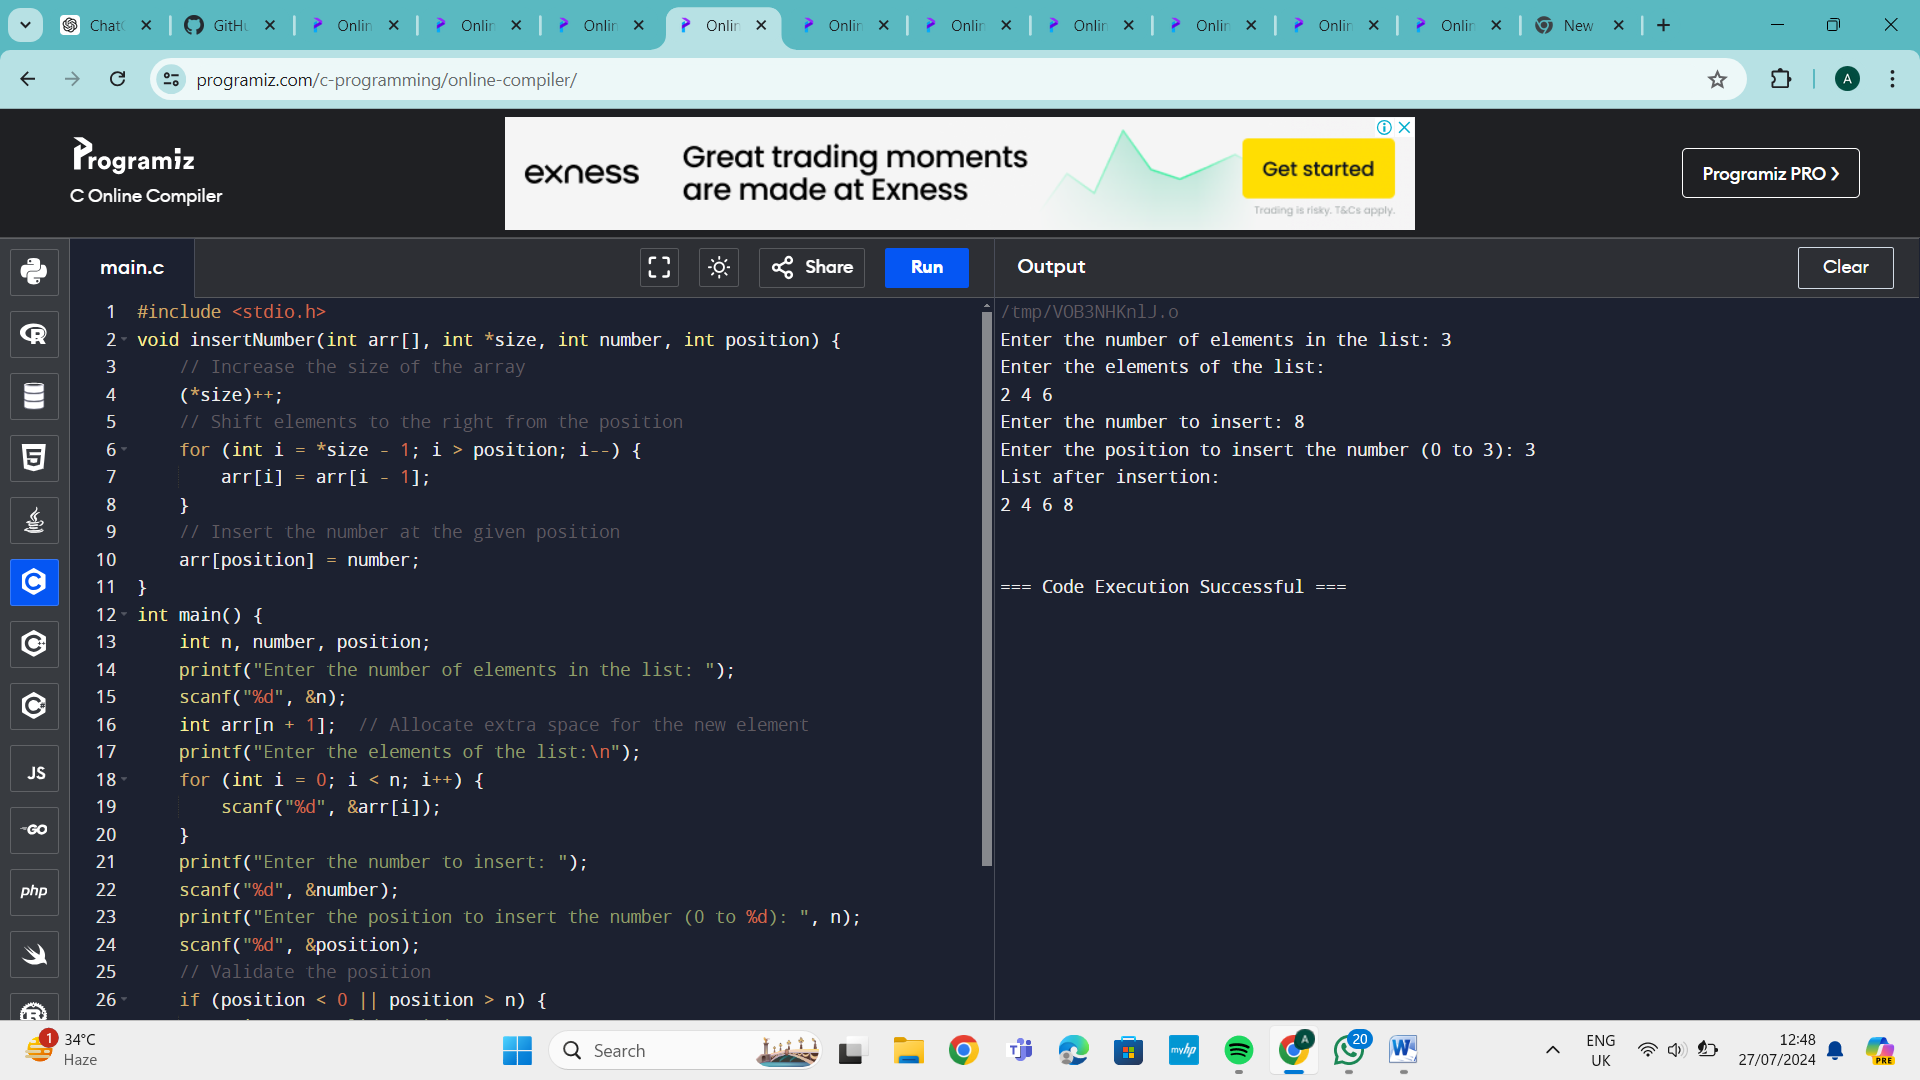 ChatG
GitHu
Onlin
Onlin
Onlin
Onlin
Onlin
Onlin
Onlin
Onlin
Onlin
Onlin
New
programiz.com/c-programming/online-compiler/
A
Programiz
C Online Compiler
exness
Great trading moments
are made at Exness
Get started
Trading is risky. T&Cs apply.
Programiz PRO
main.c
Share
Run
Output
Clear
1 #include <stdio.h>
2 void insertNumber(int arr[], int *size, int number, int position) {
3 // Increase the size of the array
4 (*size)++;
5 // Shift elements to the right from the position
6 for (int i = *size - 1; i > position; i--) {
7 arr[i] = arr[i - 1];
8 }
9 // Insert the number at the given position
10 arr[position] = number;
11 }
12 int main() {
13 int n, number, position;
14 printf("Enter the number of elements in the list: ");
15 scanf("%d", &n);
16 int arr[n + 1];  // Allocate extra space for the new element
17 printf("Enter the elements of the list:\n");
18 for (int i = 0; i < n; i++) {
19 scanf("%d", &arr[i]);
20 }
21 printf("Enter the number to insert: ");
22 scanf("%d", &number);
23 printf("Enter the position to insert the number (0 to %d): ", n);
24 scanf("%d", &position);
25 // Validate the position
26 if (position < 0 || position > n) {
/tmp/VOB3NHKnlJ.o
Enter the number of elements in the list: 3
Enter the elements of the list:
2 4 6
Enter the number to insert: 8
Enter the position to insert the number (0 to 3): 3
List after insertion:
2 4 6 8
=== Code Execution Successful ===
JS
GO
php
1
34°C
Haze
Search
myhp
A
20
ENG
UK
12:48
27/07/2024
PRE